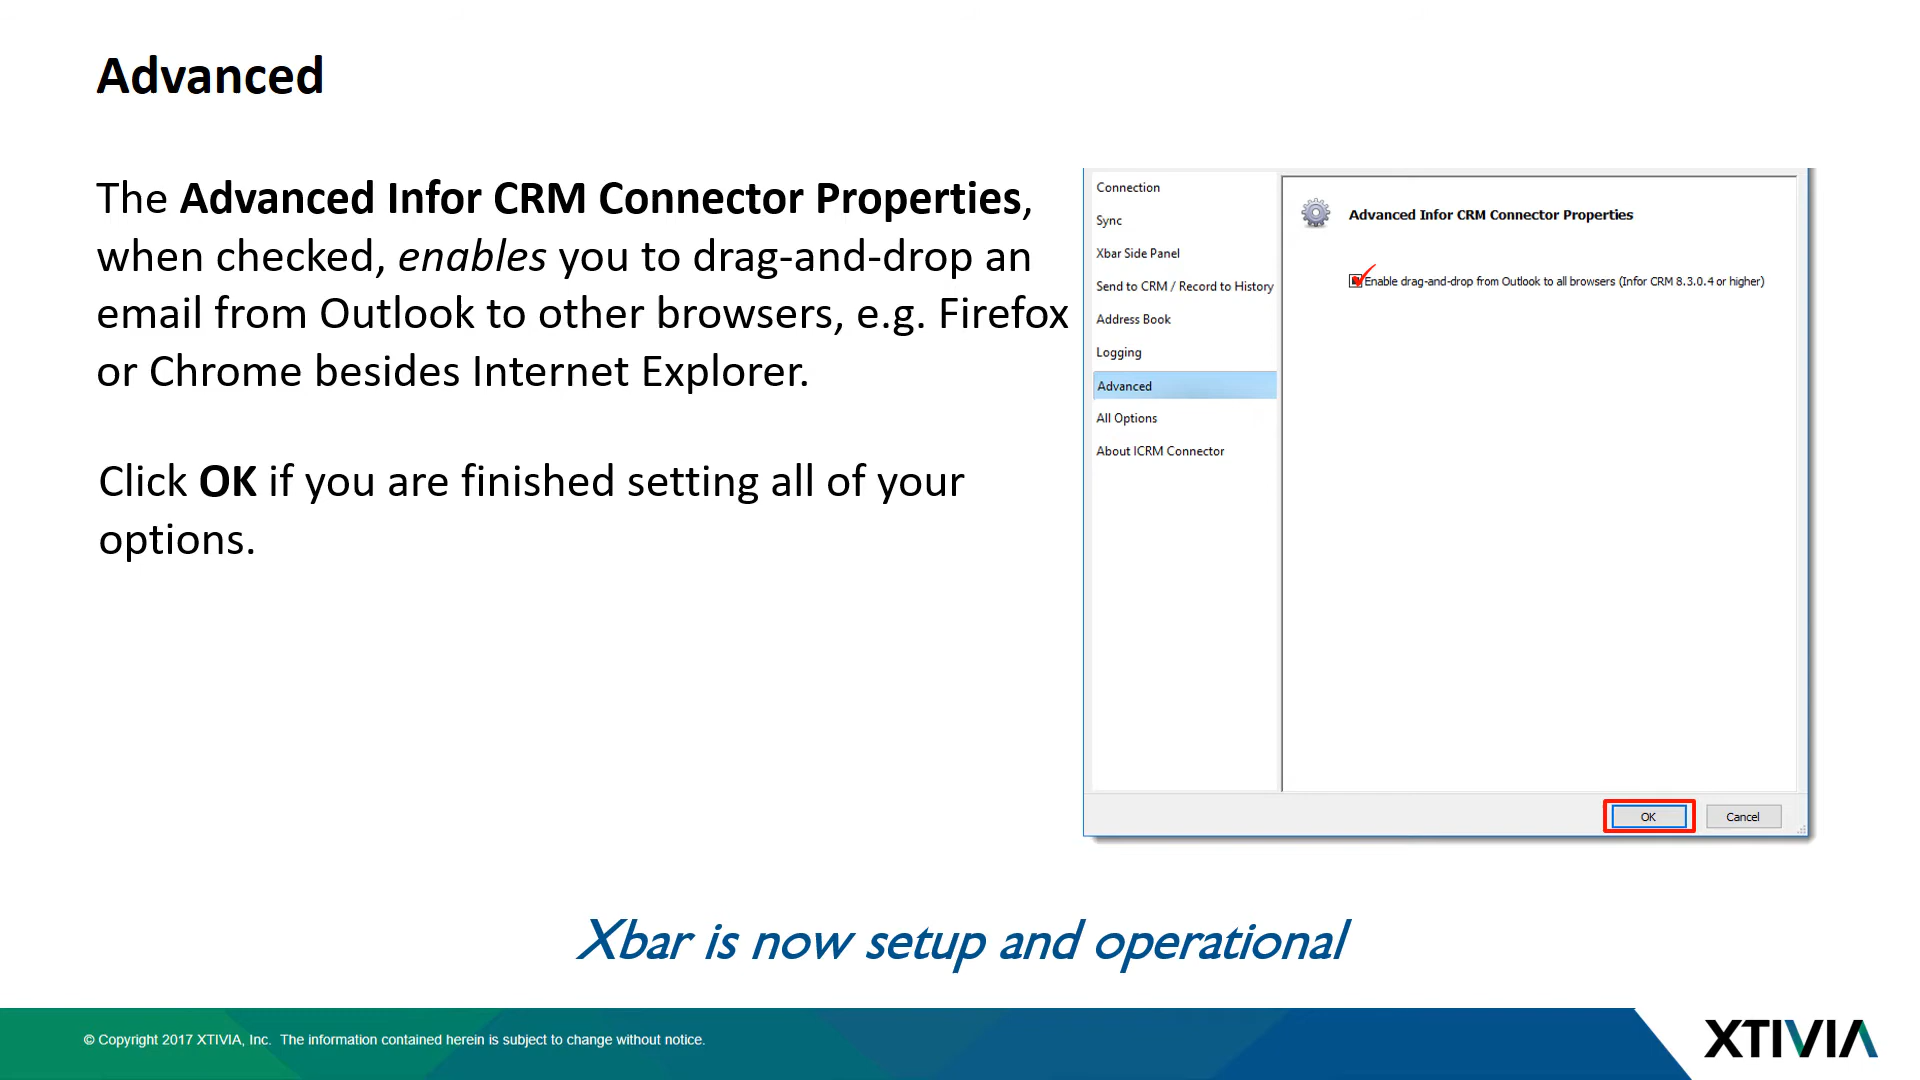 Advanced
The Advanced Infor CRM Connector Properties,
when checked, enables you to drag-and-drop an
email from Outlook to other browsers, e.g. Firefox
or Chrome besides Internet Explorer.
Click OK if you are finished setting all of your
options.
Connection
Sync
Xbar Side Panel
Send to CRM / Record to History
Address Book
Logging
Advanced
All Options
About ICRM Connector
Advanced Infor CRM Connector Properties
Enable drag-and-drop from Outlook to all browsers (Infor CRM 8.3.0.4 or higher)
OK
Cancel
Xbar is now setup and operational
© Copyright 2017 XTIVIA, Inc. The information contained herein is subject to change without notice.
XTIVIA